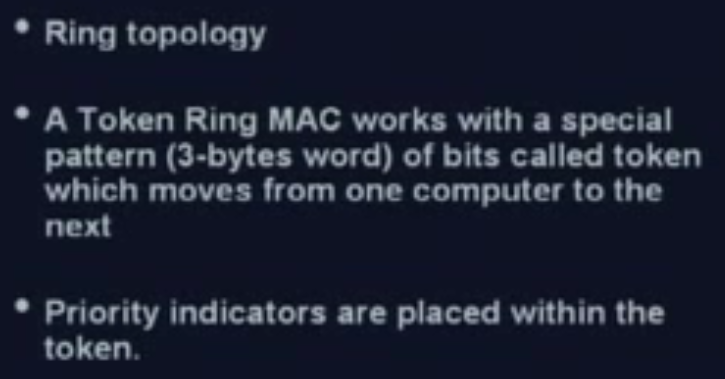 • Ring topology
• A Token Ring MAC works with a special
pattern (3-bytes word) of bits called token
which moves from one computer to the
next
• Priority indicators are placed within the
token.